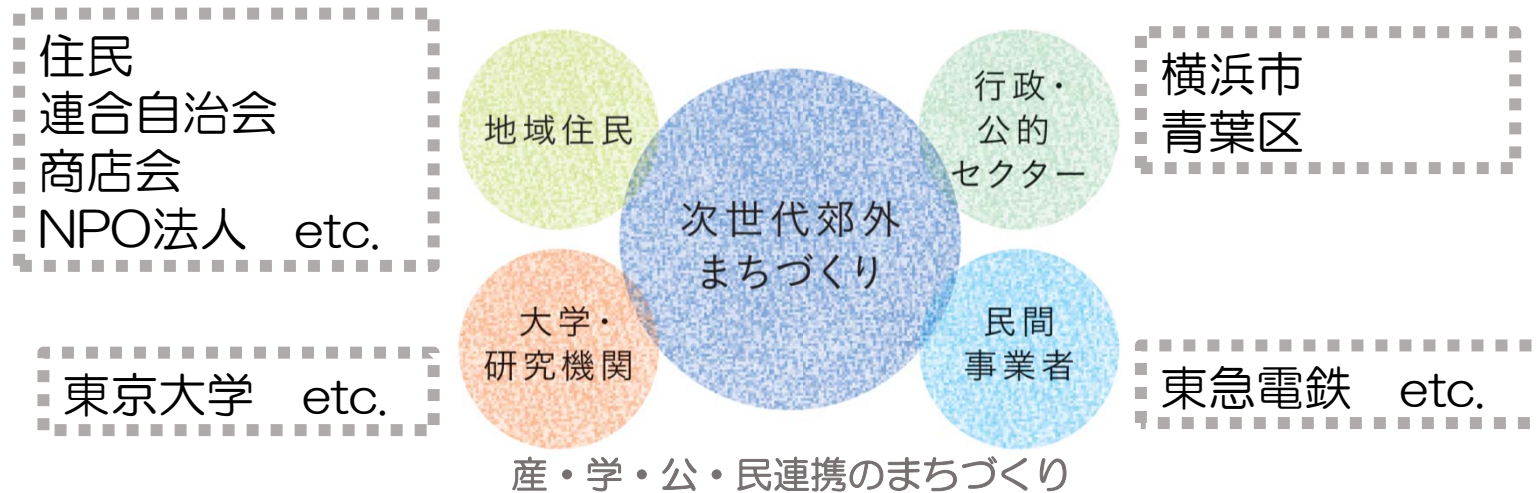 住民
連合自治会
商店会
NPO法人　etc.
地域住民
行政・
公的
セクター
横浜市
青葉区
次世代郊外
まちづくり
東京大学　etc.
大学・
研究機関
民間
事業者
東急電鉄　etc.
産・学・公・民連携のまちづくり